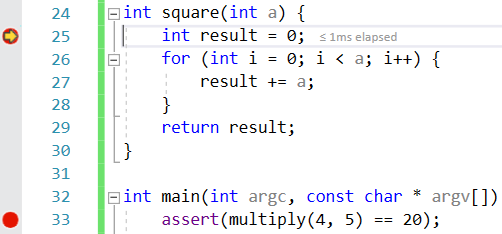 24 int square(int a) {
25 int result = 0; ≤ 1ms elapsed
26 for (int i = 0; i < a; i++) {
27 result += a;
28 }
29 return result;
30 }
31
32 int main(int argc, const char * argv[])
33 assert(multiply(4, 5) == 20);